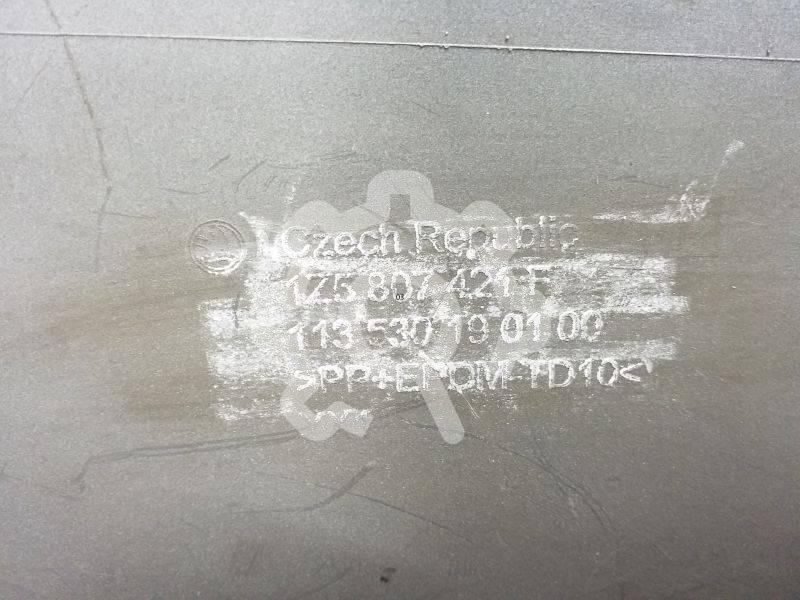 Czech Republic
1Z5 807 421 F
113 530 19 01 00
>PP+EPDM-TD10<